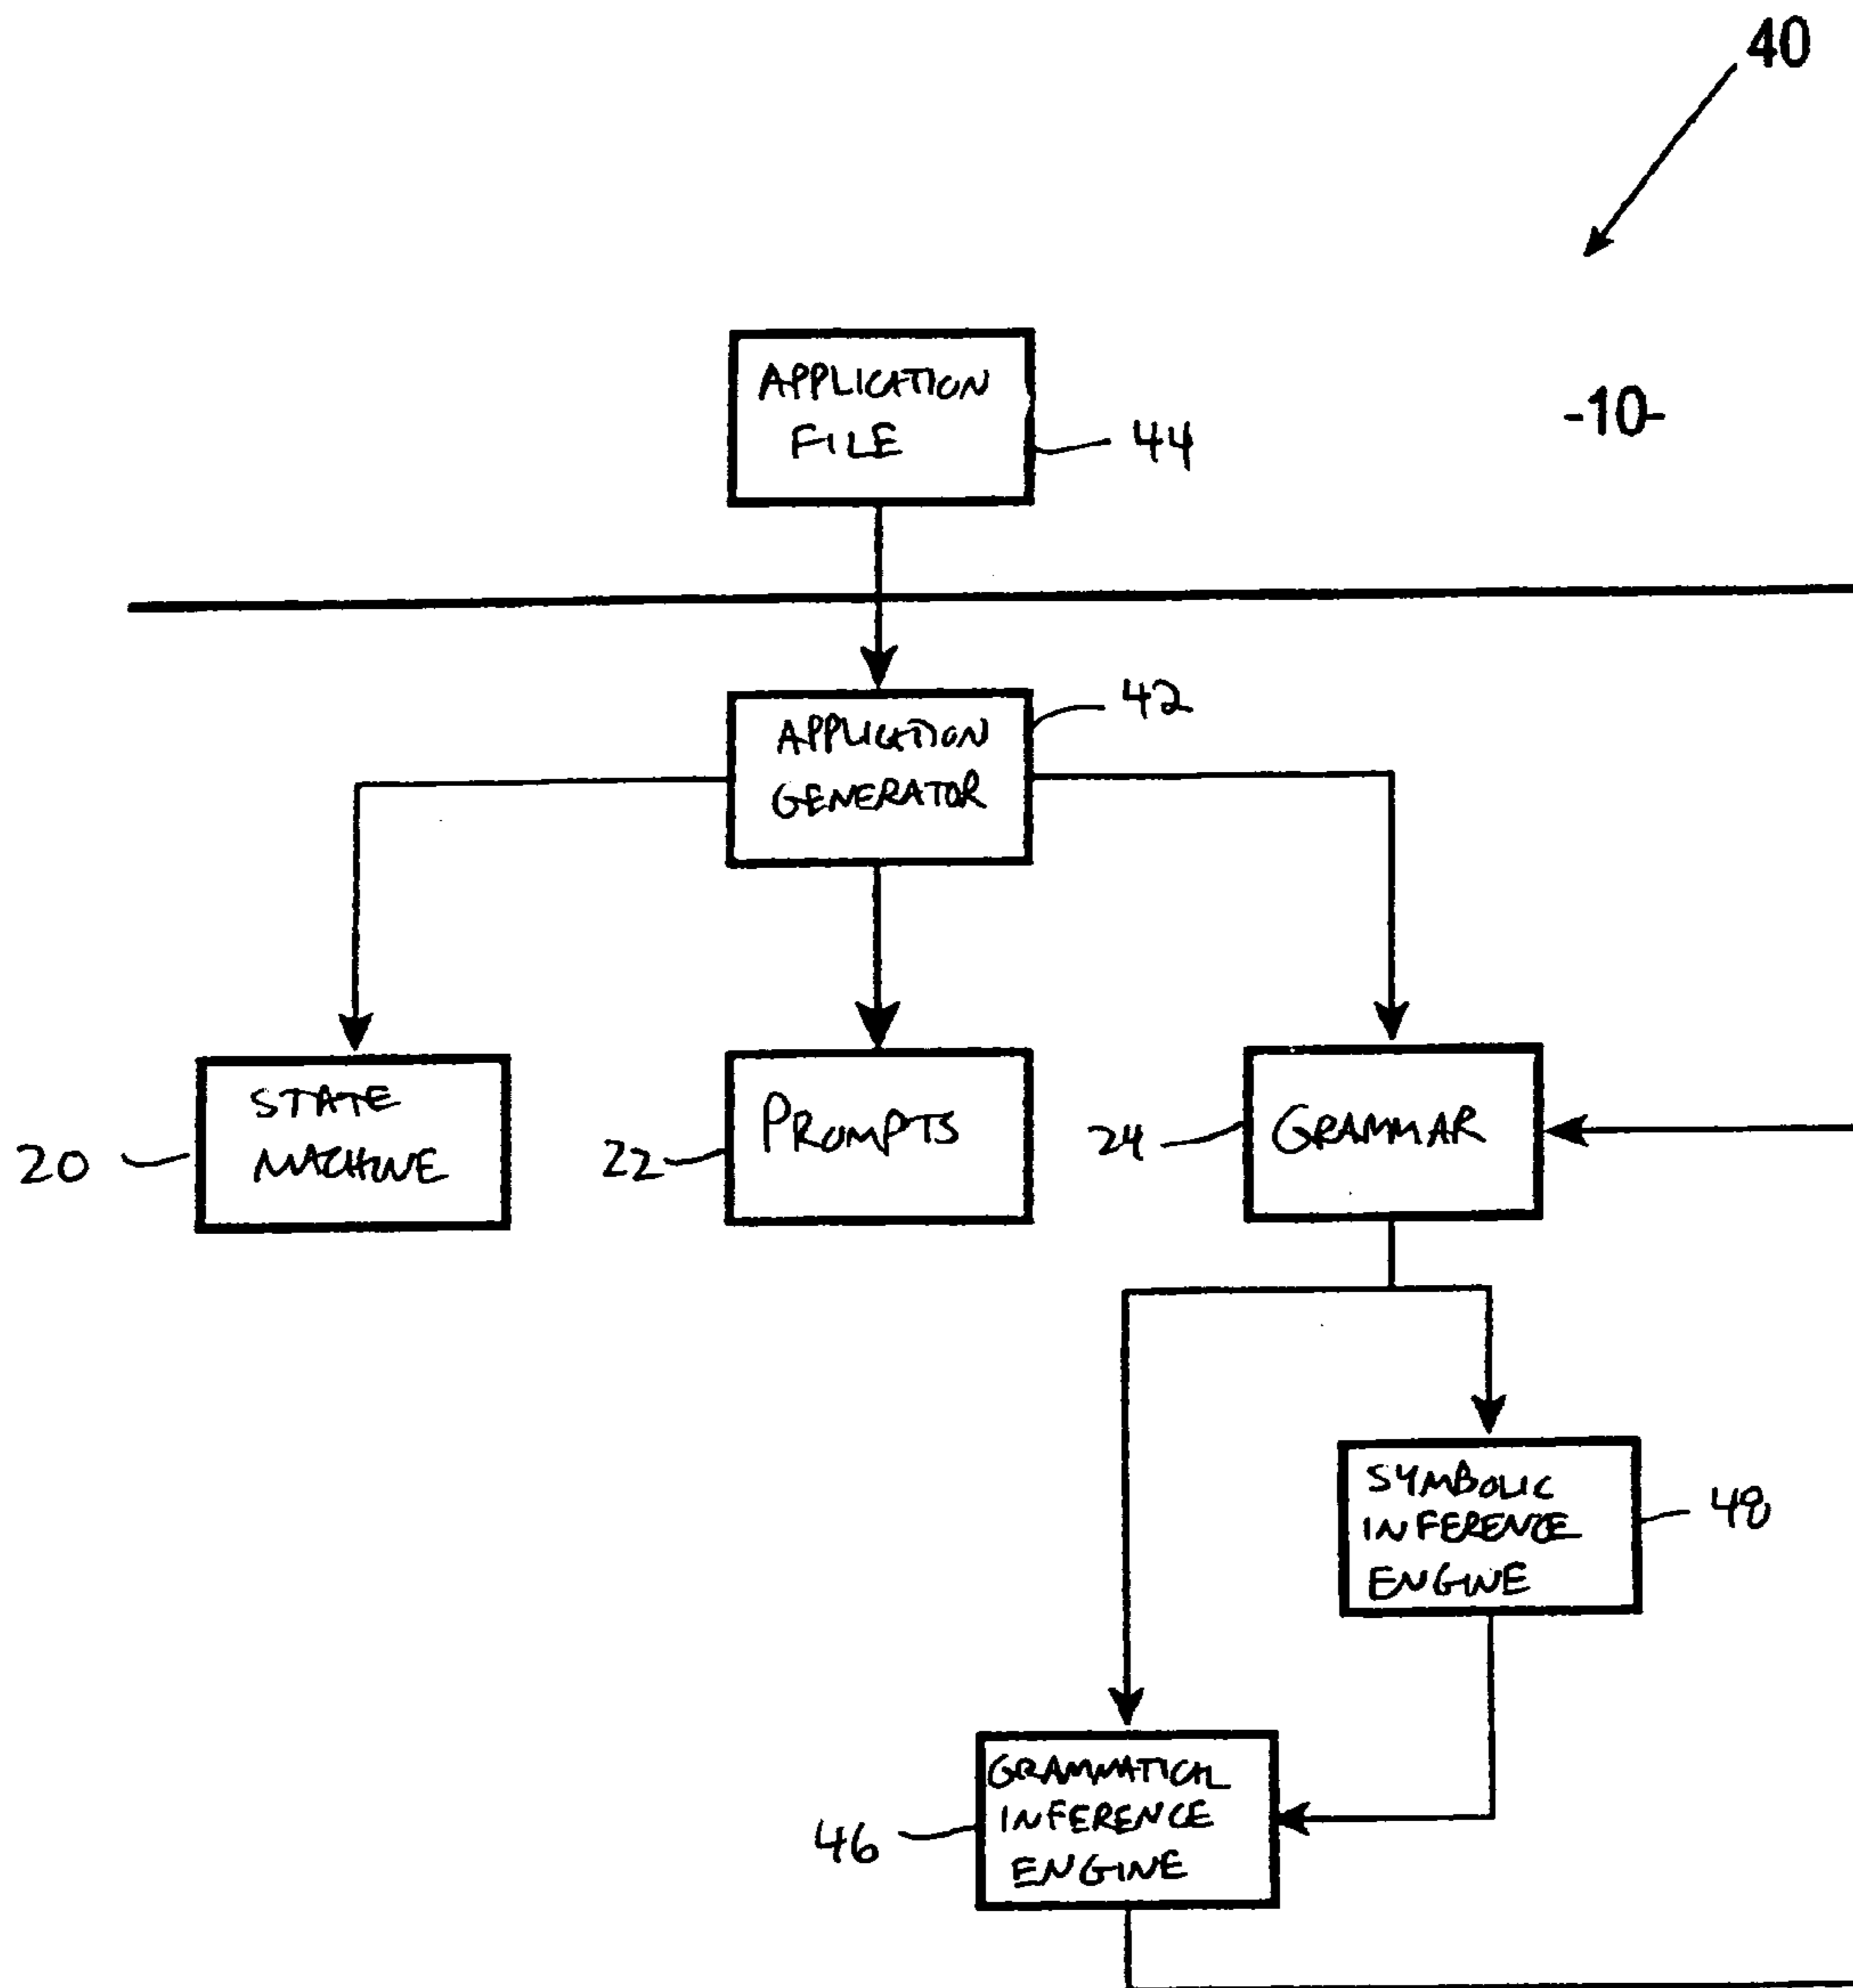 40
APPLICATION
FILE
44
-10-
42
APPLICATION
GENERATOR
STATE
MACHINE
20
PROMPTS
22
GRAMMAR
24
SYMBOLIC
INFERENCE
ENGINE
48
GRAMMATICAL
INFERENCE
ENGINE
46